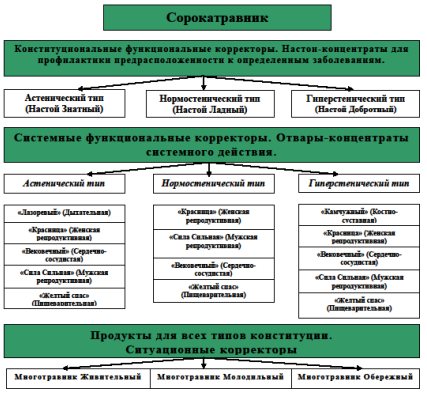 Сорокатравник
Конституциональные функциональные корректоры. Настои-концентраты для
профилактики предрасположенности к определенным заболеваниям.
Астенический тип
(Настой Знатный)
Нормостенический тип
(Настой Ладный)
Гиперстенический тип
(Настой Добротный)
Системные функциональные корректоры. Отвары-концентраты
системного действия.
Астенический тип
Нормостенический тип
Гиперстенический тип
«Лазоревый» (Дыхательная)
«Красница» (Женская
репродуктивная)
«Вековечный» (Сердечно-
сосудистая)
«Сила Сильная» (Мужская
репродуктивная)
«Желтый спас»
(Пищеварительная)
«Красница» (Женская
репродуктивная)
«Сила Сильная» (Мужская
репродуктивная)
«Вековечный» (Сердечно-
сосудистая)
«Желтый спас»
(Пищеварительная)
«Камчужный» (Костно-
суставная)
«Красница» (Женская
репродуктивная)
«Вековечный» (Сердечно-
сосудистая)
«Сила Сильная» (Мужская
репродуктивная)
«Желтый спас»
(Пищеварительная)
Продукты для всех типов конституции.
Ситуационные корректоры
Многотравник Живительный
Многотравник Молодильный
Многотравник Обережный